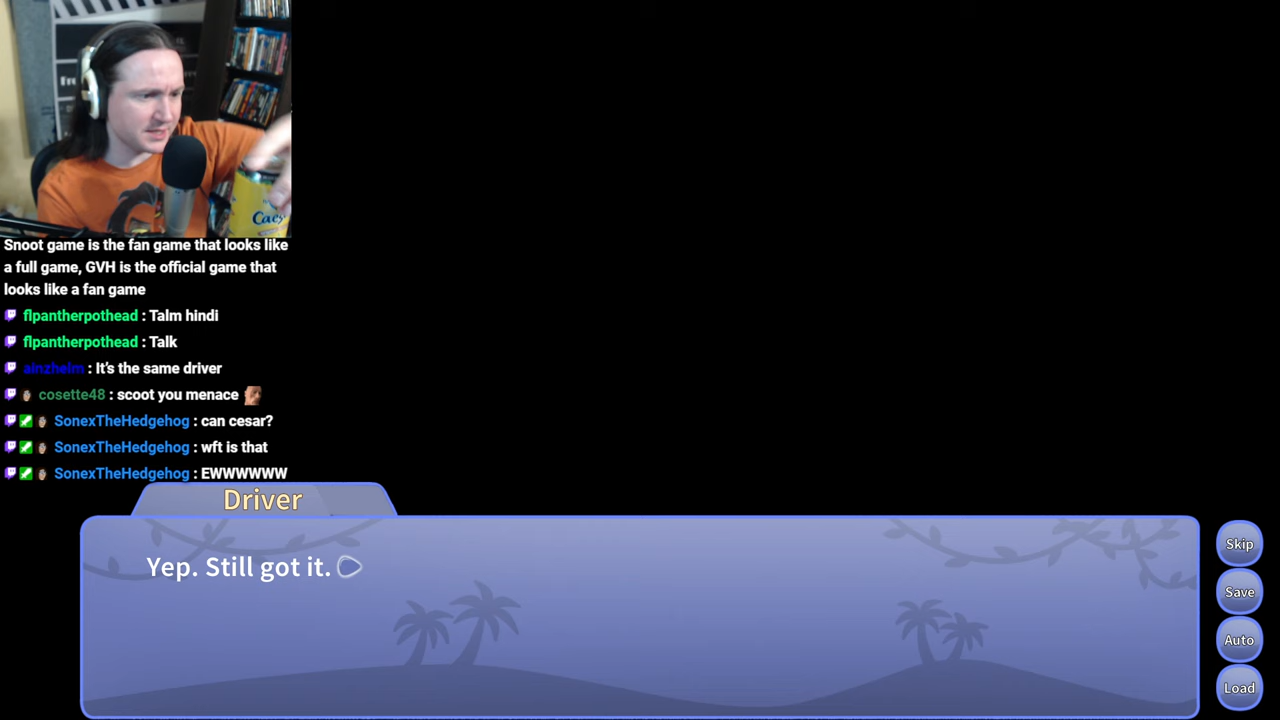 Snoot game is the fan game that looks like
a full game, GVH is the official game that
looks like a fan game
flpantherpothead : Talm hindi
flpantherpothead : Talk
ainzhelm : It's the same driver
cosette48 : scoot you menace
SonexTheHedgehog : can cesar?
SonexTheHedgehog : wft is that
SonexTheHedgehog : EWWWWWW
Driver
Yep. Still got it.
Skip
Save
Auto
Load